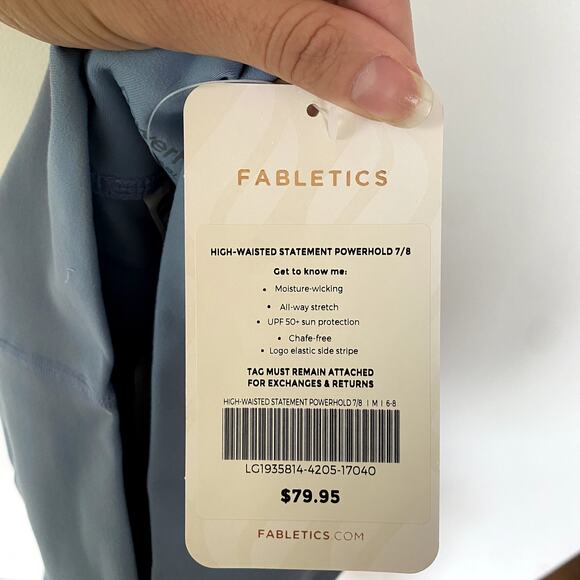 FABLETICS
HIGH-WAISTED STATEMENT POWERHOLD 7/8
Get to know me:
• Moisture-wicking
• All-way stretch
• UPF 50+ sun protection
• Chafe-free
• Logo elastic side stripe
TAG MUST REMAIN ATTACHED
FOR EXCHANGES & RETURNS
HIGH-WAISTED STATEMENT POWERHOLD 7/8 | M | 6-8
LG1935814-4205-17040
$79.95
FABLETICS.COM